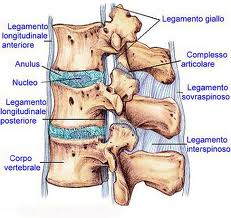 Legamento
longitudinale
anteriore
Anulus
Nucleo
Legamento
longitudinale
posteriore
Corpo
vertebrale
Legamento giallo
Complesso
articolare
Legamento
sovraspinoso
Legamento
interspinoso